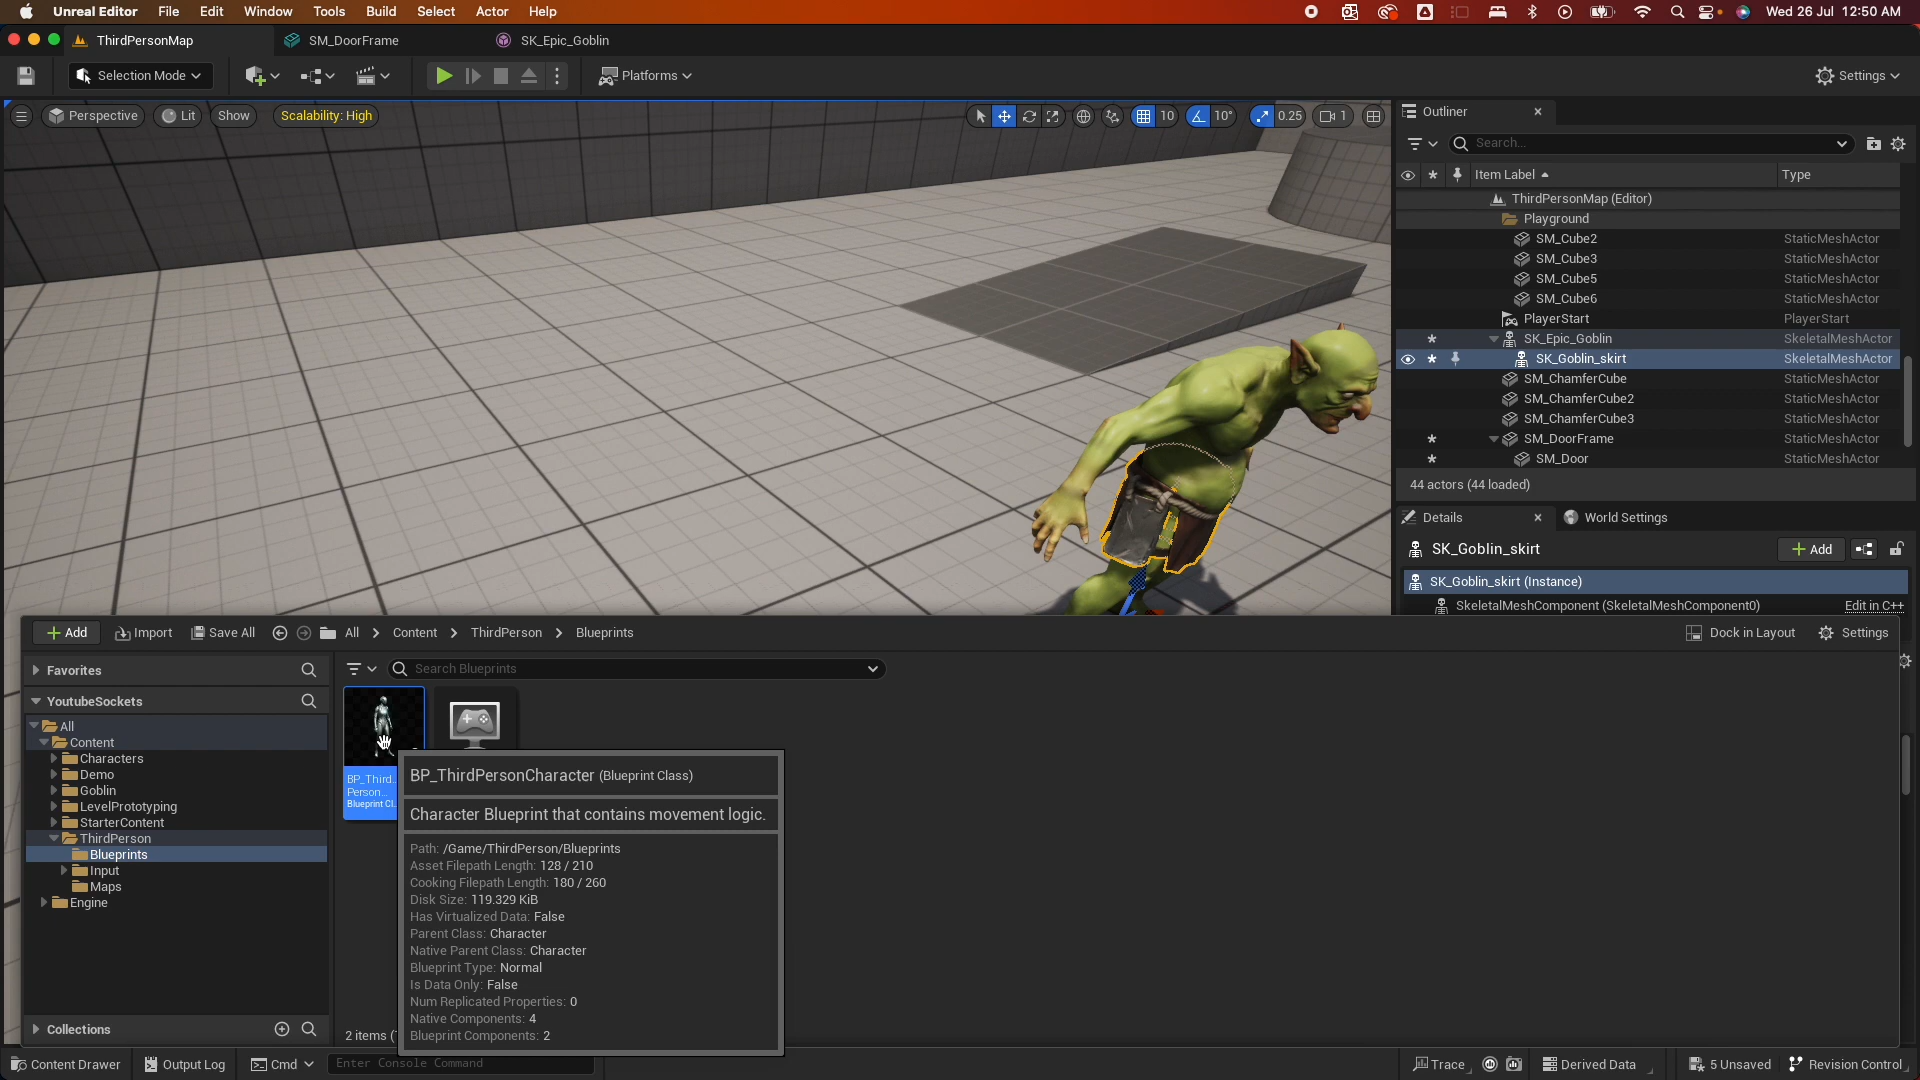 Unreal Editor File Edit Window Tools Build Select Actor Help Wed 26 Jul 12:50 AM
ThirdPersonMap SM_DoorFrame SK_Epic_Goblin
Selection Mode Platforms Settings
Perspective Lit Show Scalability: High 10 10° 0.25 1
Outliner
Search...
Item Label Type
ThirdPersonMap (Editor)
Playground
SM_Cube2 StaticMeshActor
SM_Cube3 StaticMeshActor
SM_Cube5 StaticMeshActor
SM_Cube6 StaticMeshActor
PlayerStart PlayerStart
SK_Epic_Goblin SkeletalMeshActor
SK_Goblin_skirt SkeletalMeshActor
SM_ChamferCube StaticMeshActor
SM_ChamferCube2 StaticMeshActor
SM_ChamferCube3 StaticMeshActor
SM_DoorFrame StaticMeshActor
SM_Door StaticMeshActor
44 actors (44 loaded)
Details World Settings
SK_Goblin_skirt Add
SK_Goblin_skirt (Instance)
SkeletalMeshComponent (SkeletalMeshComponent0) Edit in C++
Add Import Save All All Content ThirdPerson Blueprints Dock in Layout Settings
Favorites
Search Blueprints
YoutubeSockets
All
Content
Characters
Demo
Goblin
LevelPrototyping
StarterContent
ThirdPerson
Blueprints
Input
Maps
Engine
Collections
BP_Third
Person...
Blueprint Cl
2 items (
BP_ThirdPersonCharacter (Blueprint Class)
Character Blueprint that contains movement logic.
Path: /Game/ThirdPerson/Blueprints
Asset Filepath Length: 128 / 210
Cooking Filepath Length: 180 / 260
Disk Size: 119.329 KiB
Has Virtualized Data: False
Parent Class: Character
Native Parent Class: Character
Blueprint Type: Normal
Is Data Only: False
Num Replicated Properties: 0
Native Components: 4
Blueprint Components: 2
Content Drawer Output Log Cmd Enter Console Command Trace Derived Data 5 Unsaved Revision Control